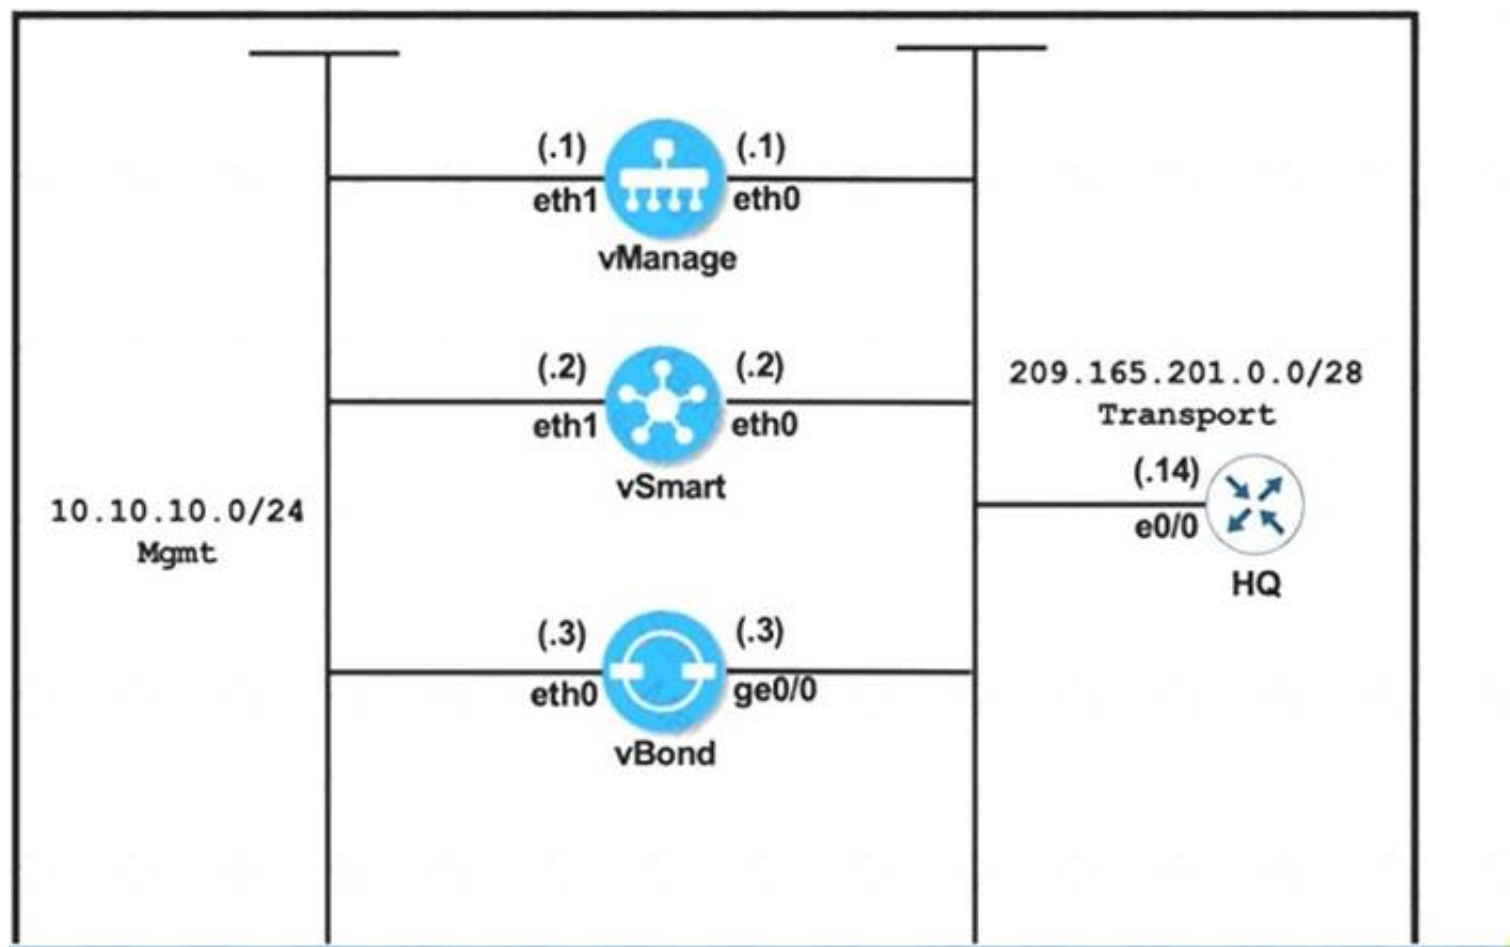 (.1)
(.1)
eth1
eth0
vManage
(.2)
(.2)
eth1
eth0
vSmart
209.165.201.0.0/28
Transport
(.14)
e0/0
HQ
10.10.10.0/24
Mgmt
(.3)
(.3)
eth0
ge0/0
vBond